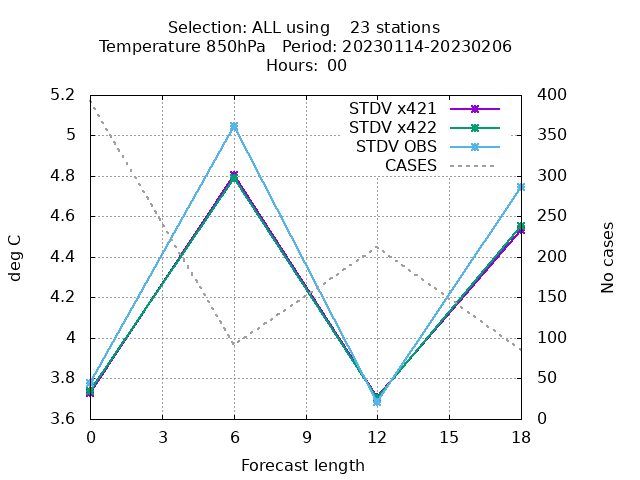 Selection: ALL using    23 stations
Temperature 850hPa   Period: 20230114-20230206
Hours: 00
5.2
5
4.8
4.6
4.4
4.2
4
3.8
3.6
deg C
STDV x421
STDV x422
STDV OBS
CASES
400
350
300
250
200
150
100
50
0
No cases
0 3 6 9 12 15 18
Forecast length